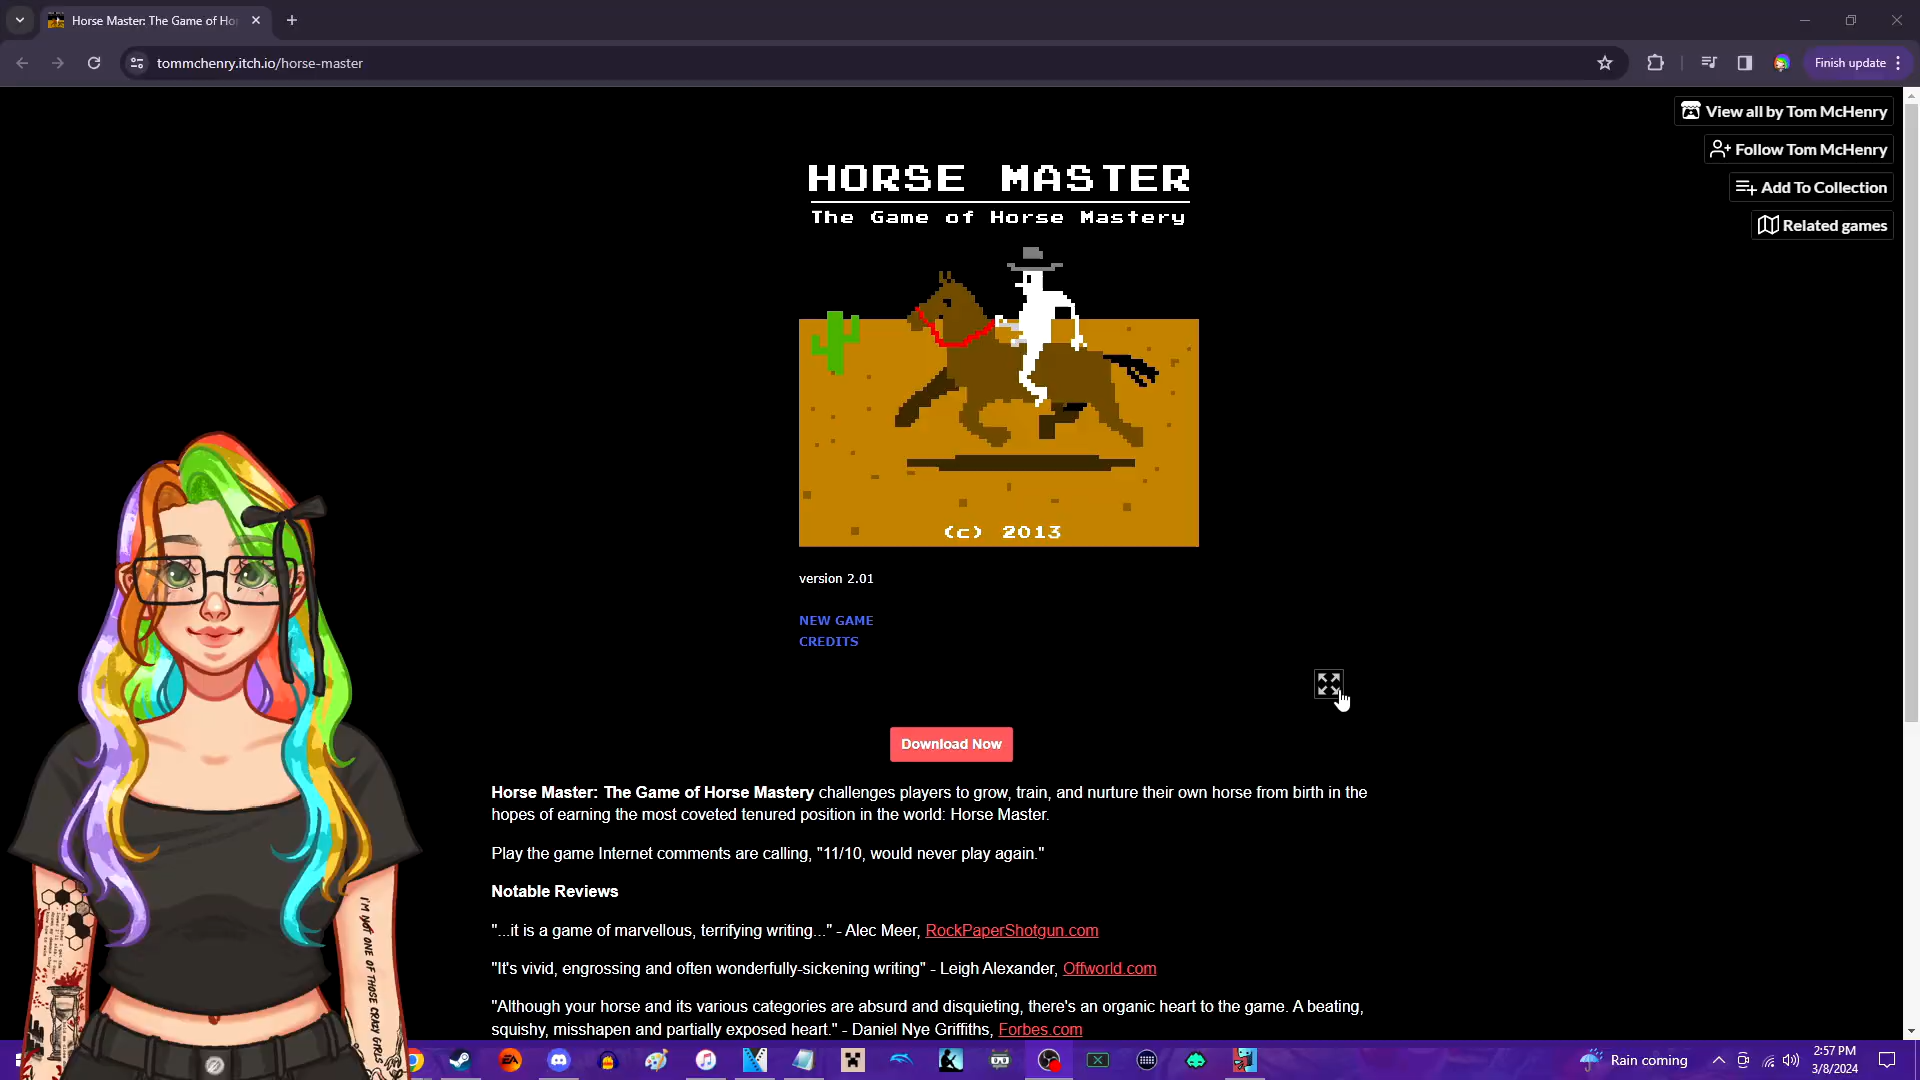 Horse Master: The Game of Ho
tommchenry.itch.io/horse-master
Finish update
View all by Tom McHenry
Follow Tom McHenry
Add To Collection
Related games
HORSE MASTER
The Game of Horse Mastery
(c) 2013
version 2.01
NEW GAME
CREDITS
Download Now
Horse Master: The Game of Horse Mastery challenges players to grow, train, and nurture their own horse from birth in the
hopes of earning the most coveted tenured position in the world: Horse Master.
Play the game Internet comments are calling, "11/10, would never play again."
Notable Reviews
"...it is a game of marvellous, terrifying writing..." - Alec Meer, RockPaperShotgun.com
"It's vivid, engrossing and often wonderfully-sickening writing" - Leigh Alexander, Offworld.com
"Although your horse and its various categories are absurd and disquieting, there's an organic heart to the game. A beating,
squishy, misshapen and partially exposed heart." - Daniel Nye Griffiths, Forbes.com
I'M NOT ONE OF THOSE CRAZY GIRLS
EA
Rain coming
2:57 PM
3/8/2024